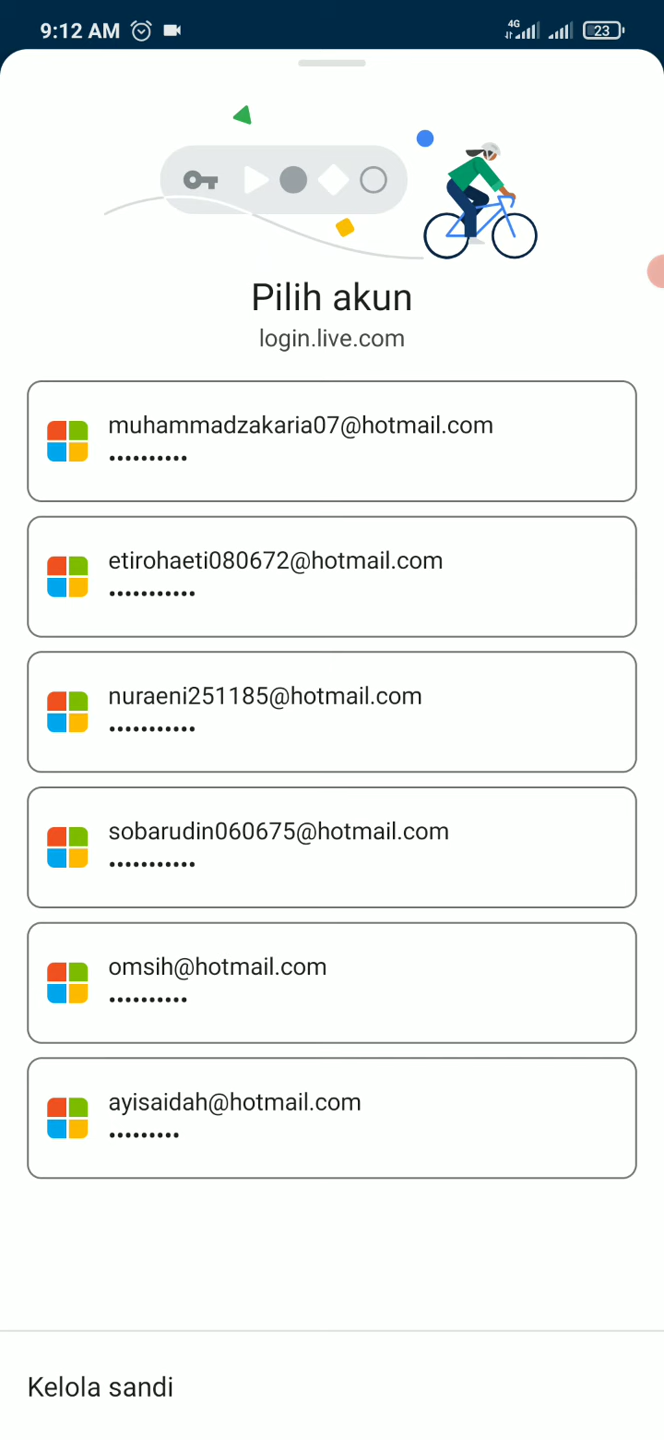 9:12 AM 4G 23
Pilih akun
login.live.com
muhammadzakaria07@hotmail.com
••••••••••
etirohaeti080672@hotmail.com
•••••••••••
nuraeni251185@hotmail.com
•••••••••••
sobarudin060675@hotmail.com
•••••••••••
omsih@hotmail.com
••••••••••
ayisaidah@hotmail.com
•••••••••
Kelola sandi